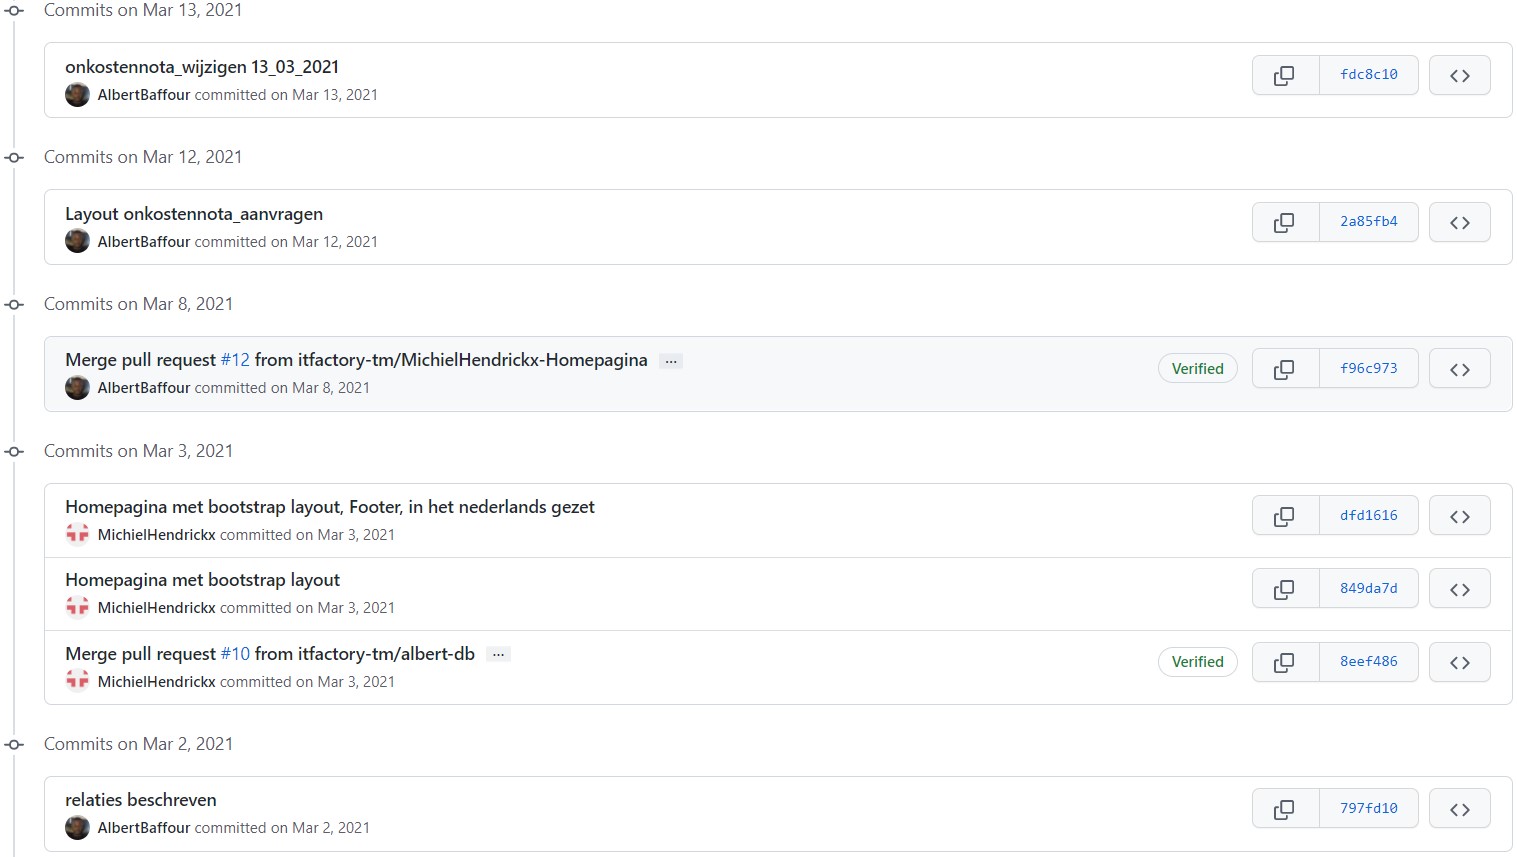 Commits on Mar 13, 2021
onkostennota_wijzigen 13_03_2021
fdc8c10
AlbertBaffour committed on Mar 13, 2021
Commits on Mar 12, 2021
Layout onkostennota_aanvragen
2a85fb4
AlbertBaffour committed on Mar 12, 2021
Commits on Mar 8, 2021
Merge pull request #12 from itfactory-tm/MichielHendrickx-Homepagina ...
Verified f96c973
AlbertBaffour committed on Mar 8, 2021
Commits on Mar 3, 2021
Homepagina met bootstrap layout, Footer, in het nederlands gezet
dfd1616
MichielHendrickx committed on Mar 3, 2021
Homepagina met bootstrap layout
849da7d
MichielHendrickx committed on Mar 3, 2021
Merge pull request #10 from itfactory-tm/albert-db ...
Verified 8eef486
MichielHendrickx committed on Mar 3, 2021
Commits on Mar 2, 2021
relaties beschreven
797fd10
AlbertBaffour committed on Mar 2, 2021